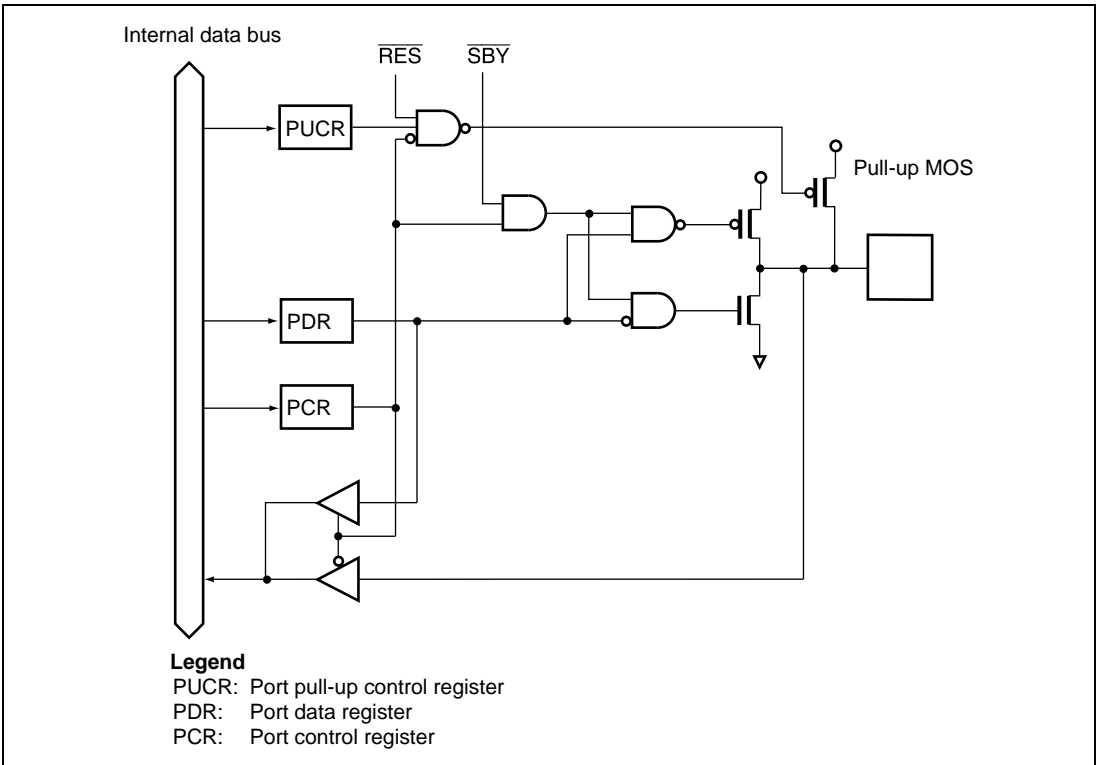 Internal data bus
RES
SBY
PUCR
Pull-up MOS
PDR
PCR
Legend
PUCR: Port pull-up control register
PDR: Port data register
PCR: Port control register